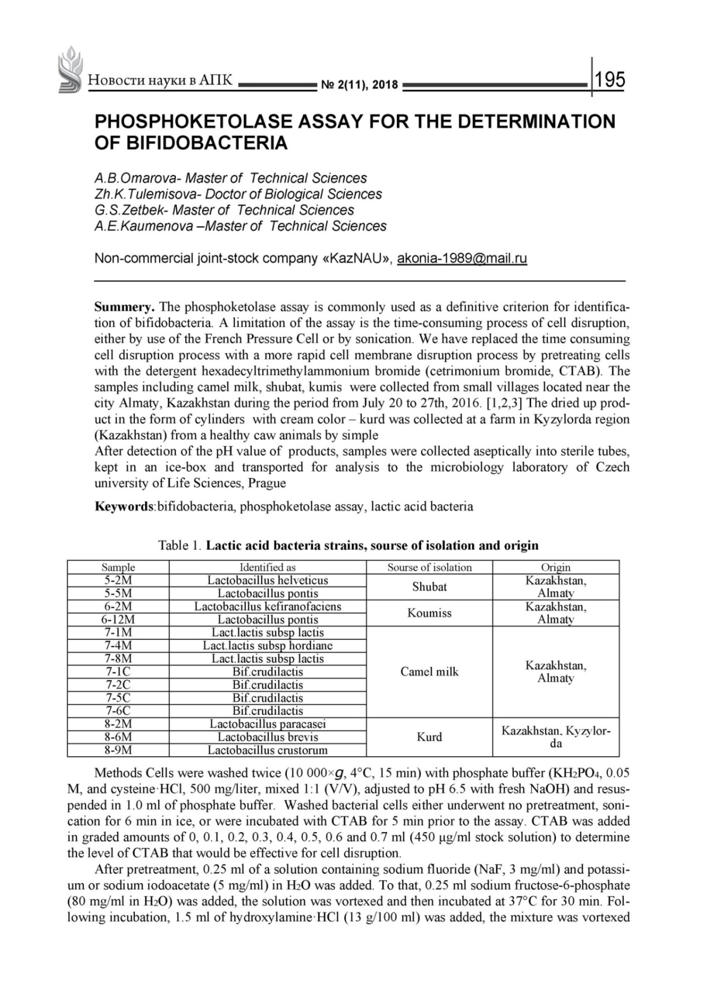 Новости науки в АПК № 2(11), 2018 195
PHOSPHOKETOLASE ASSAY FOR THE DETERMINATION
OF BIFIDOBACTERIA
A.B.Omarova- Master of Technical Sciences
Zh.K.Tulemisova- Doctor of Biological Sciences
G.S.Zetbek- Master of Technical Sciences
A.E.Kaumenova –Master of Technical Sciences
Non-commercial joint-stock company «KazNAU», akonia-1989@mail.ru
Summery. The phosphoketolase assay is commonly used as a definitive criterion for identifica-
tion of bifidobacteria. A limitation of the assay is the time-consuming process of cell disruption,
either by use of the French Pressure Cell or by sonication. We have replaced the time consuming
cell disruption process with a more rapid cell membrane disruption process by pretreating cells
with the detergent hexadecyltrimethylammonium bromide (cetrimonium bromide, CTAB). The
samples including camel milk, shubat, kumis were collected from small villages located near the
city Almaty, Kazakhstan during the period from July 20 to 27th, 2016. [1,2,3] The dried up prod-
uct in the form of cylinders with cream color – kurd was collected at a farm in Kyzylorda region
(Kazakhstan) from a healthy caw animals by simple
After detection of the pH value of products, samples were collected aseptically into sterile tubes,
kept in an ice-box and transported for analysis to the microbiology laboratory of Czech
university of Life Sciences, Prague
Keywords:bifidobacteria, phosphoketolase assay, lactic acid bacteria
Table 1. Lactic acid bacteria strains, sourse of isolation and origin
Sample Identified as Sourse of isolation Origin
5-2M Lactobacillus helveticus Shubat Kazakhstan,
5-5M Lactobacillus pontis Almaty
6-2M Lactobacillus kefiranofaciens Koumiss Kazakhstan,
6-12M Lactobacillus pontis Almaty
7-1M Lact.lactis subsp lactis
7-4M Lact.lactis subsp hordiane
7-8M Lact.lactis subsp lactis
7-1C Bif.crudilactis Camel milk Kazakhstan,
7-2C Bif.crudilactis Almaty
7-5C Bif.crudilactis
7-6C Bif.crudilactis
8-2M Lactobacillus paracasei
8-6M Lactobacillus brevis Kurd Kazakhstan, Kyzylor-
8-9M Lactobacillus crustorum da
Methods Cells were washed twice (10 000×g, 4°C, 15 min) with phosphate buffer (KH2PO4, 0.05
M, and cysteine·HCl, 500 mg/liter, mixed 1:1 (V/V), adjusted to pH 6.5 with fresh NaOH) and resus-
pended in 1.0 ml of phosphate buffer. Washed bacterial cells either underwent no pretreatment, soni-
cation for 6 min in ice, or were incubated with CTAB for 5 min prior to the assay. CTAB was added
in graded amounts of 0, 0.1, 0.2, 0.3, 0.4, 0.5, 0.6 and 0.7 ml (450 µg/ml stock solution) to determine
the level of CTAB that would be effective for cell disruption.
After pretreatment, 0.25 ml of a solution containing sodium fluoride (NaF, 3 mg/ml) and potassi-
um or sodium iodoacetate (5 mg/ml) in H2O was added. To that, 0.25 ml sodium fructose-6-phosphate
(80 mg/ml in H2O) was added, the solution was vortexed and then incubated at 37°C for 30 min. Fol-
lowing incubation, 1.5 ml of hydroxylamine·HCl (13 g/100 ml) was added, the mixture was vortexed